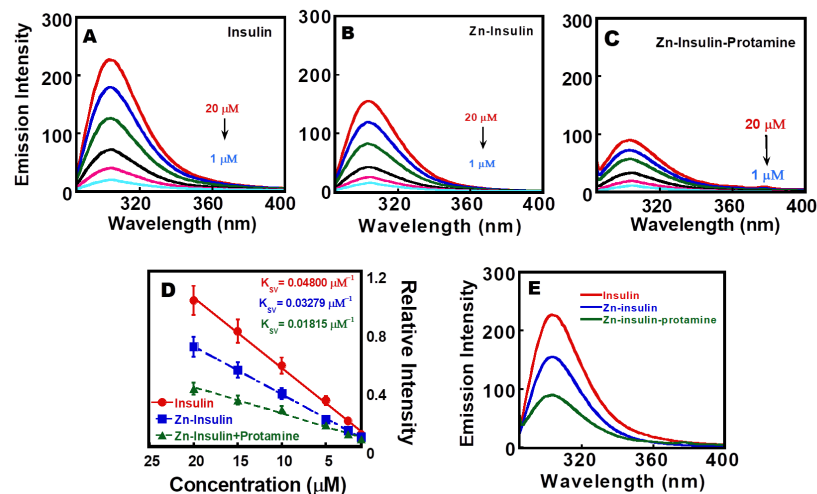 A
Insulin
20 μM
1 μM
Emission Intensity
300
200
100
0
320
360
400
Wavelength (nm)
B
Zn-Insulin
20 μM
1 μM
300
200
100
0
320
360
400
Wavelength (nm)
C
Zn-Insulin-Protamine
20 μM
1 μM
300
200
100
0
320
360
400
Wavelength (nm)
D
KSV= 0.04800 μM−1
KSV= 0.03279 μM−1
KSV= 0.01815 μM−1
Insulin
Zn-Insulin
Zn-Insulin+Protamine
1.2
0.8
0.4
0
Relative Intensity
25
20
15
10
5
Concentration (μM)
E
Insulin
Zn-insulin
Zn-insulin-protamine
Emission Intensity
300
200
100
0
320
360
400
Wavelength (nm)